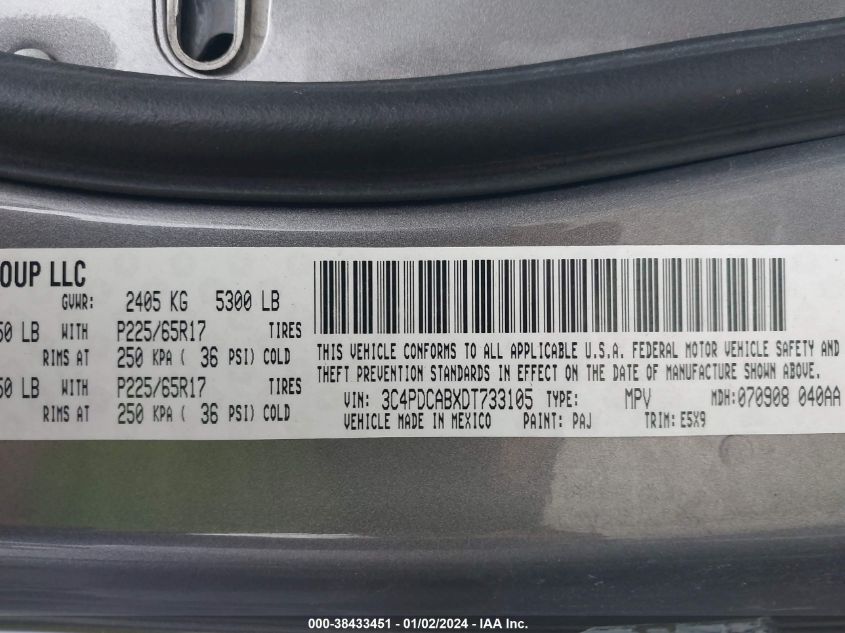 OUP LLC
GVWR: 2405 KG 5300 LB
50 LB WITH P225/65R17 TIRES
RIMS AT 250 KPA ( 36 PSI) COLD
50 LB WITH P225/65R17 TIRES
RIMS AT 250 KPA ( 36 PSI) COLD
THIS VEHICLE CONFORMS TO ALL APPLICABLE U.S.A. FEDERAL MOTOR VEHICLE SAFETY AND
THEFT PREVENTION STANDARDS IN EFFECT ON THE DATE OF MANUFACTURE SHOWN ABOVE.
VIN: 3C4PDCABXDT733105 TYPE: MPV MDH: 070908 040AA
VEHICLE MADE IN MEXICO PAINT: PAJ TRIM: E5X9
000-38433451 - 01/02/2024 - IAA Inc.